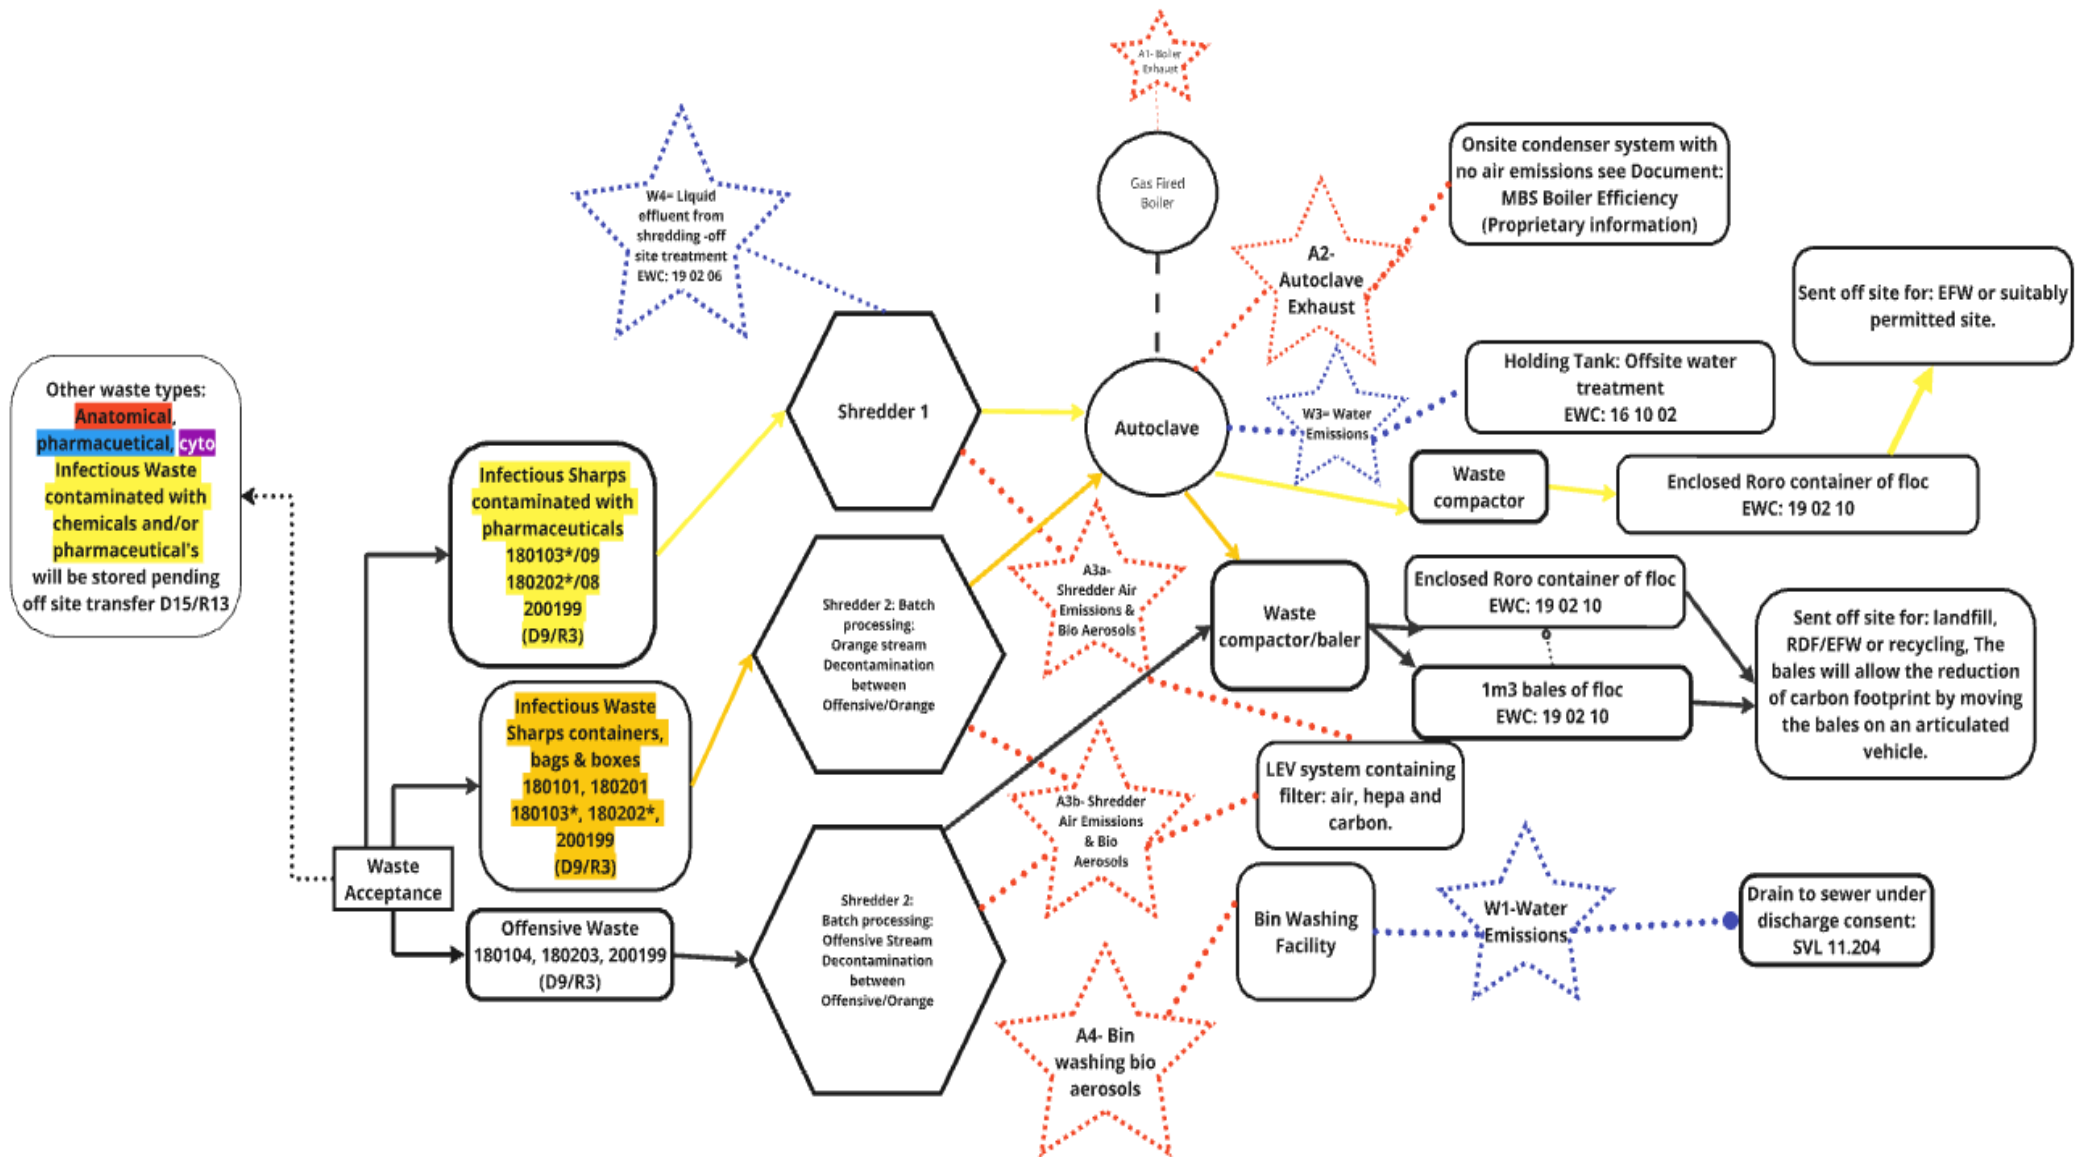 A1- Boiler
Exhaust
Gas Fired
Boiler
Onsite condenser system with
no air emissions see Document:
MBS Boiler Efficiency
(Proprietary information)
W4= Liquid
effluent from
shredding -off
site treatment
EWC: 19 02 06
A2-
Autoclave
Exhaust
Sent off site for: EFW or suitably
permitted site.
Holding Tank: Offsite water
treatment
EWC: 16 10 02
W3= Water
Emissions
Other waste types:
Anatomical,
pharmacuetical, cyto
Infectious Waste
contaminated with
chemicals and/or
pharmaceutical's
will be stored pending
off site transfer D15/R13
Shredder 1
Autoclave
Infectious Sharps
contaminated with
pharmaceuticals
180103*/09
180202*/08
200199
(D9/R3)
Waste
compactor
Enclosed Roro container of floc
EWC: 19 02 10
A3a-
Shredder Air
Emissions &
Bio Aerosols
Shredder 2: Batch
processing:
Orange stream
Decontamination
between
Offensive/Orange
Waste
compactor/baler
Enclosed Roro container of floc
EWC: 19 02 10
1m3 bales of floc
EWC: 19 02 10
Sent off site for: landfill,
RDF/EFW or recycling, The
bales will allow the reduction
of carbon footprint by moving
the bales on an articulated
vehicle.
Infectious Waste
Sharps containers,
bags & boxes
180101, 180201
180103*, 180202*,
200199
(D9/R3)
LEV system containing
filter: air, hepa and
carbon.
A3b- Shredder
Air Emissions
& Bio
Aerosols
Waste
Acceptance
Offensive Waste
180104, 180203, 200199
(D9/R3)
Shredder 2:
Batch processing:
Offensive Stream
Decontamination
between
Offensive/Orange
Bin Washing
Facility
W1-Water
Emissions
Drain to sewer under
discharge consent:
SVL 11.204
A4- Bin
washing bio
aerosols